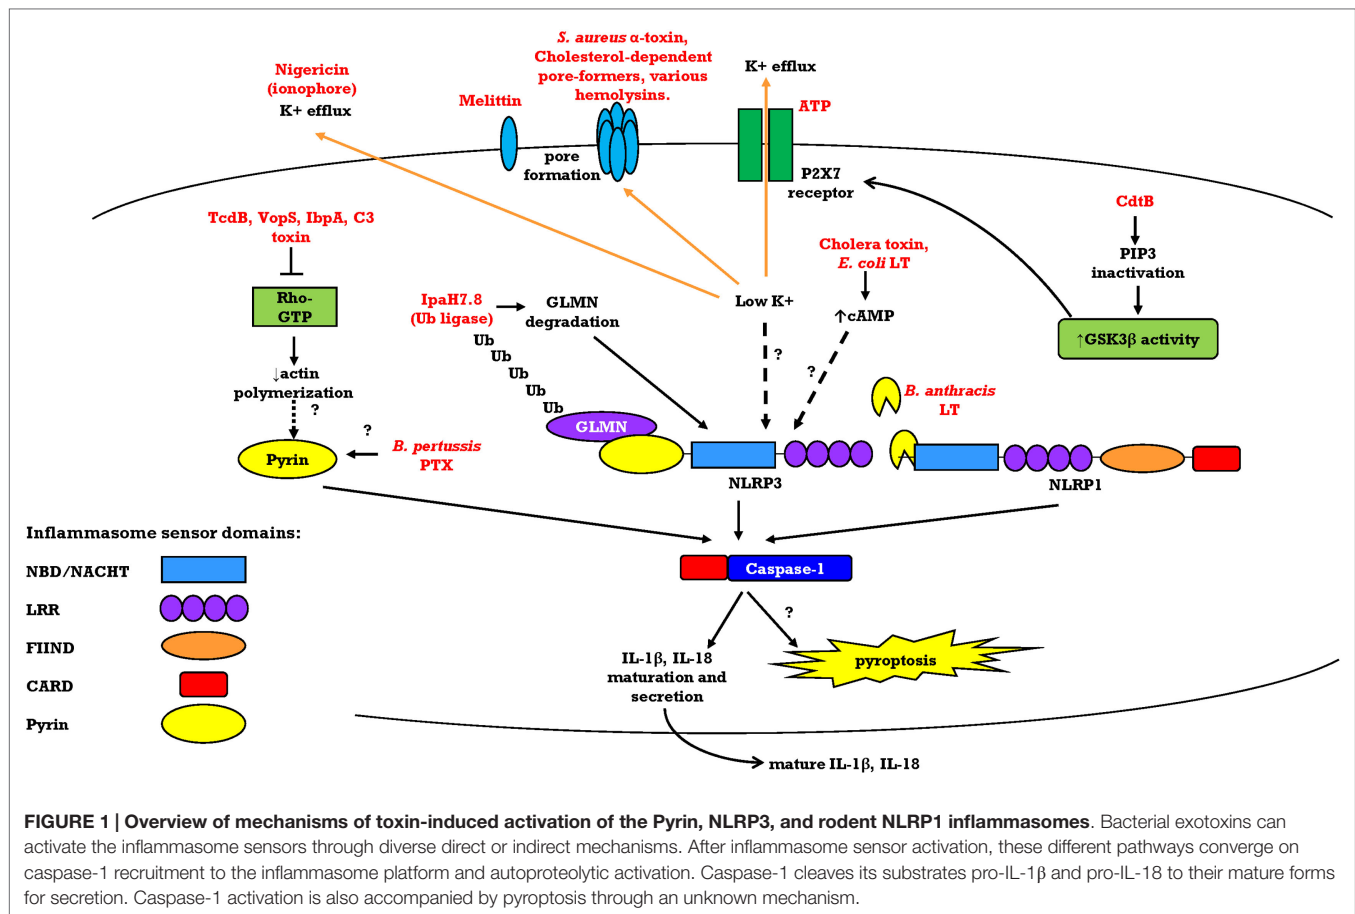 Nigericin
(ionophore)
K+ efflux
Melittin
S. aureus α-toxin,
Cholesterol-dependent
pore-formers, various
hemolysins.
pore
formation
K+ efflux
ATP
P2X7
receptor
TcdB, VopS, IbpA, C3
toxin
Rho-
GTP
↓actin
polymerization
?
Pyrin
?
B. pertussis
PTX
IpaH7.8
(Ub ligase)
GLMN
degradation
Ub
Ub
Ub
Ub
Ub
GLMN
Low K+
?
Cholera toxin,
E. coli LT
↑cAMP
?
CdtB
PIP3
inactivation
↑GSK3β activity
B. anthracis
LT
NLRP3
NLRP1
Caspase-1
?
IL-1β, IL-18
maturation and
secretion
pyroptosis
mature IL-1β, IL-18
Inflammasome sensor domains:
NBD/NACHT
LRR
FIIND
CARD
Pyrin
FIGURE 1 | Overview of mechanisms of toxin-induced activation of the Pyrin, NLRP3, and rodent NLRP1 inflammasomes. Bacterial exotoxins can
activate the inflammasome sensors through diverse direct or indirect mechanisms. After inflammasome sensor activation, these different pathways converge on
caspase-1 recruitment to the inflammasome platform and autoproteolytic activation. Caspase-1 cleaves its substrates pro-IL-1β and pro-IL-18 to their mature forms
for secretion. Caspase-1 activation is also accompanied by pyroptosis through an unknown mechanism.